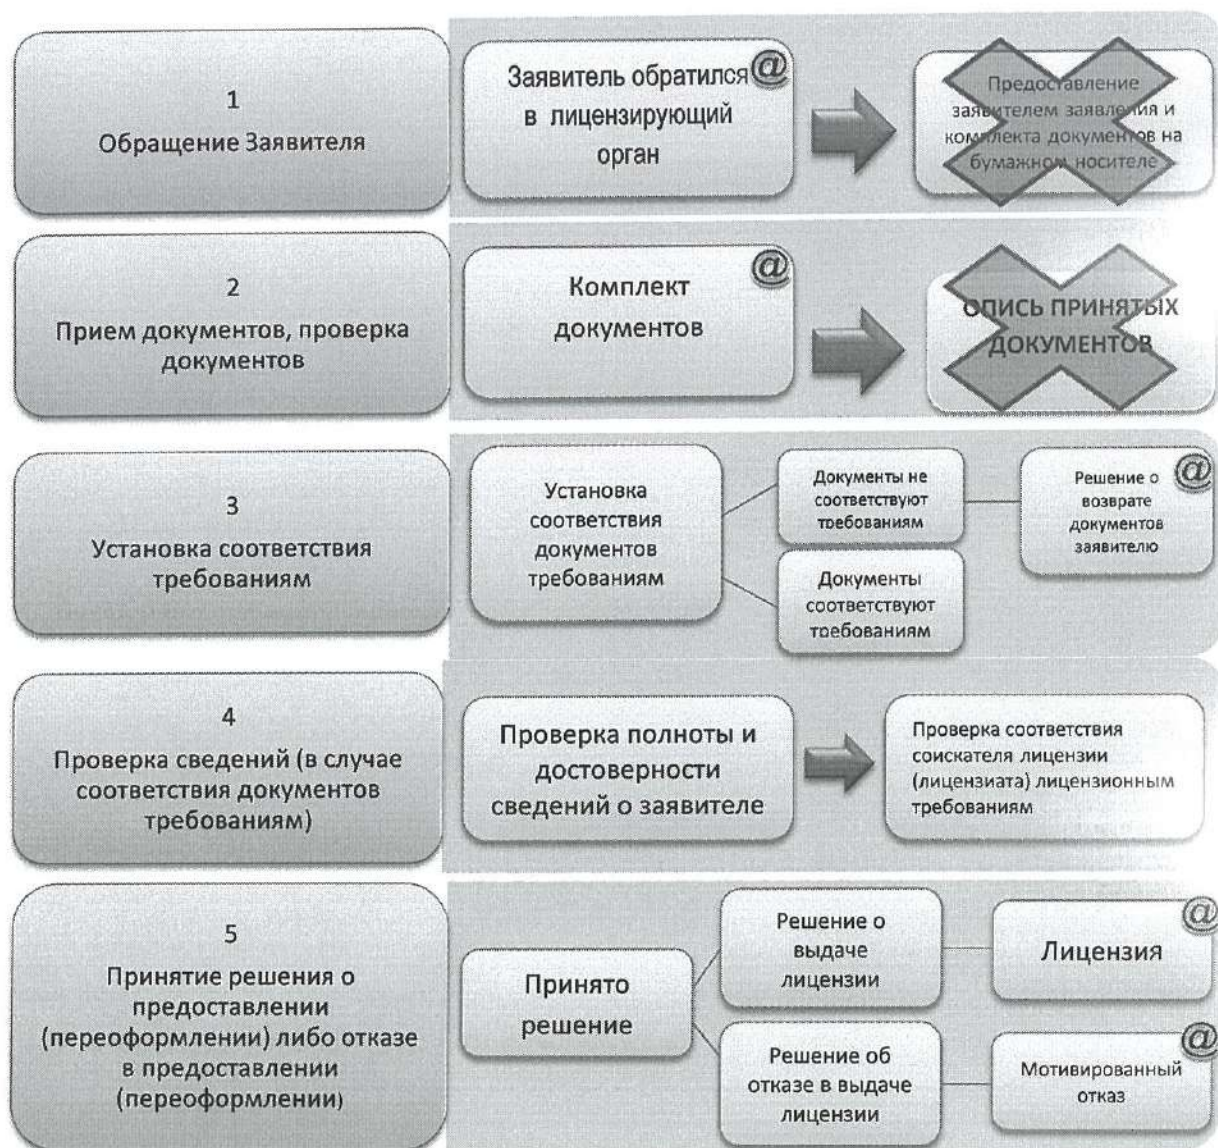 1
Обращение Заявителя
Заявитель обратился
в лицензирующий
орган
@
Предоставление
заявителем заявления и
комплекта документов на
бумажном носителе
2
Прием документов, проверка
документов
Комплект
документов
@
ОПИСЬ ПРИНЯТЫХ
ДОКУМЕНТОВ
3
Установка соответствия
требованиям
Установка
соответствия
документов
требованиям
Документы не
соответствуют
требованиям
Решение о
возврате
документов
заявителю
@
Документы
соответствуют
требованиям
4
Проверка сведений (в случае
соответствия документов
требованиям)
Проверка полноты и
достоверности
сведений о заявителе
Проверка соответствия
соискателя лицензии
(лицензиата) лицензионным
требованиям
5
Принятие решения о
предоставлении
(переоформлении) либо отказе
в предоставлении
(переоформлении)
Принято
решение
Решение о
выдаче
лицензии
Лицензия
@
Решение об
отказе в выдаче
лицензии
Мотивированный
отказ
@